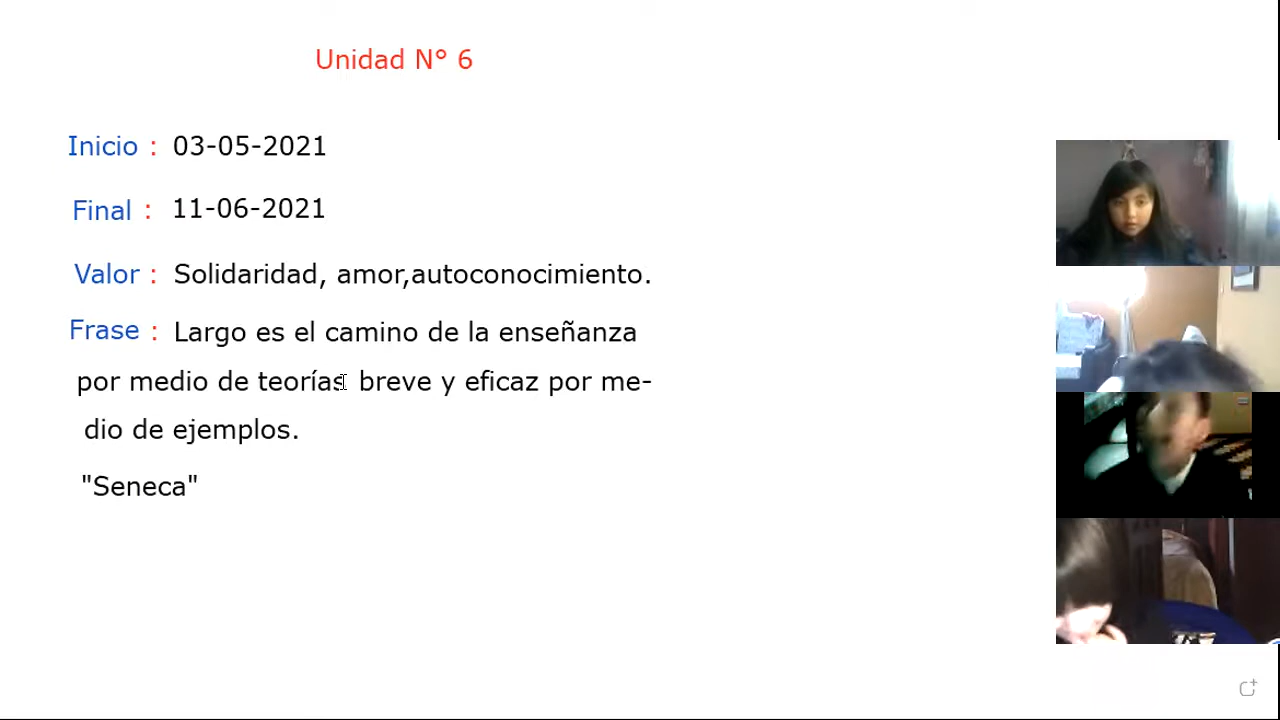 Unidad N° 6
Inicio : 03-05-2021
Final : 11-06-2021
Valor : Solidaridad, amor,autoconocimiento.
Frase : Largo es el camino de la enseñanza
por medio de teorías breve y eficaz por me-
dio de ejemplos.
"Seneca"